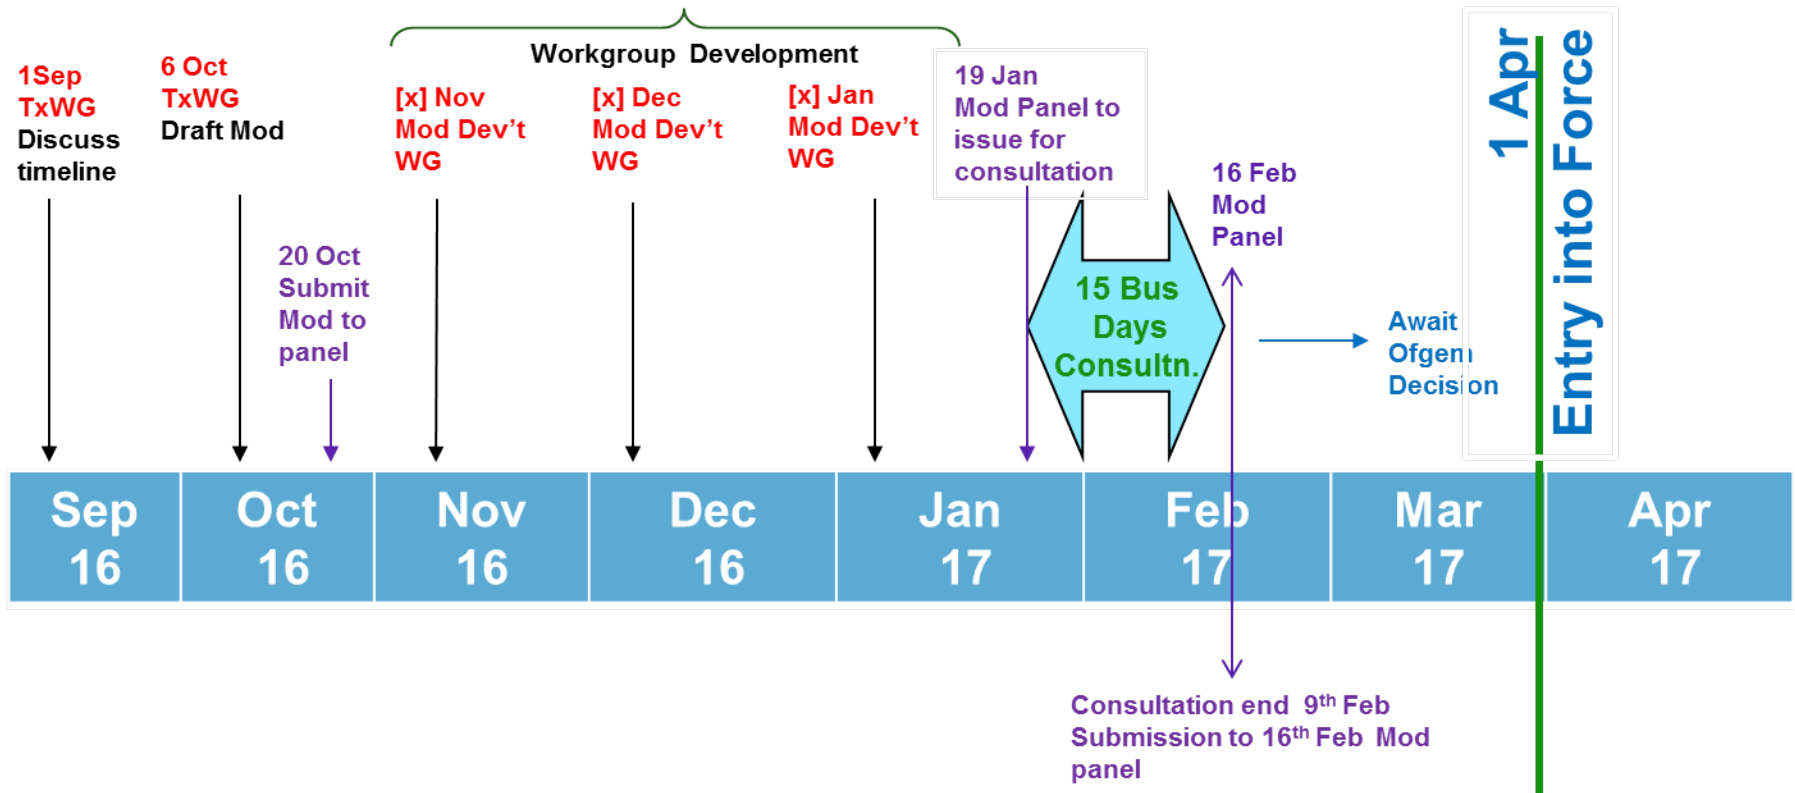 Workgroup  Development
1Sep
TxWG
Discuss
timeline
6 Oct
TxWG
Draft Mod
20 Oct
Submit
Mod to
panel
[x] Nov
Mod Dev’t
WG
[x] Dec
Mod Dev’t
WG
[x] Jan
Mod Dev’t
WG
19 Jan
Mod Panel to
issue for
consultation
15 Bus
Days
Consultn.
16 Feb
Mod
Panel
Await
Ofgem
Decision
1 Apr
Entry into Force
Sep
16
Oct
16
Nov
16
Dec
16
Jan
17
Feb
17
Mar
17
Apr
17
Consultation end  9th Feb
Submission to 16th Feb  Mod
panel